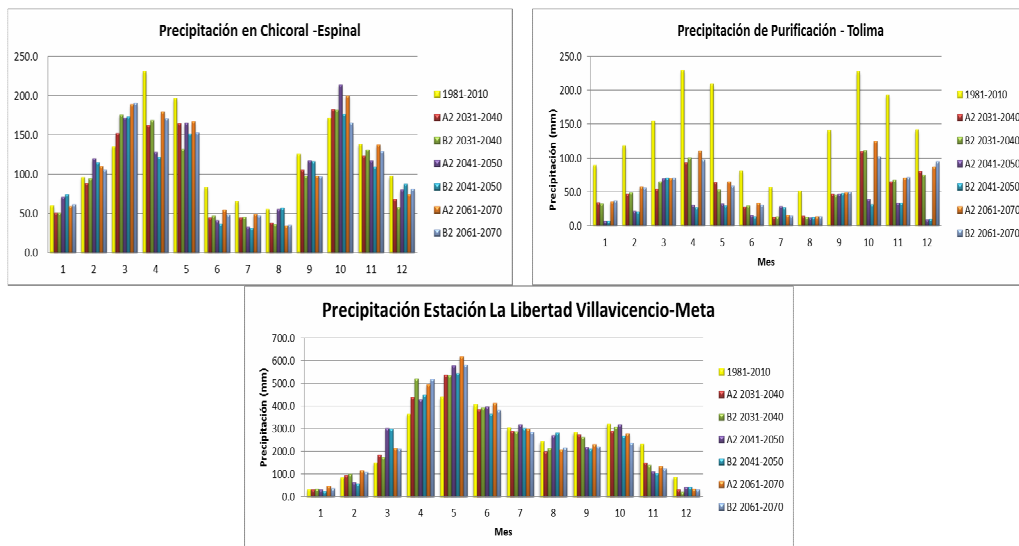 Precipitación en Chicoral -Espinal
250.0
200.0
150.0
100.0
50.0
0.0
1 2 3 4 5 6 7 8 9 10 11 12
1981-2010
A2 2031-2040
B2 2031-2040
A2 2041-2050
B2 2041-2050
A2 2061-2070
B2 2061-2070
Precipitación de Purificación - Tolima
Precipitación (mm)
250.0
200.0
150.0
100.0
50.0
0.0
1 2 3 4 5 6 7 8 9 10 11 12
Mes
1981-2010
A2 2031-2040
B2 2031-2040
A2 2041-2050
B2 2041-2050
A2 2061-2070
B2 2061-2070
Precipitación Estación La Libertad Villavicencio-Meta
Precipitación (mm)
700.0
600.0
500.0
400.0
300.0
200.0
100.0
0.0
1 2 3 4 5 6 7 8 9 10 11 12
Mes
1981-2010
A2 2031-2040
B2 2031-2040
A2 2041-2050
B2 2041-2050
A2 2061-2070
B2 2061-2070